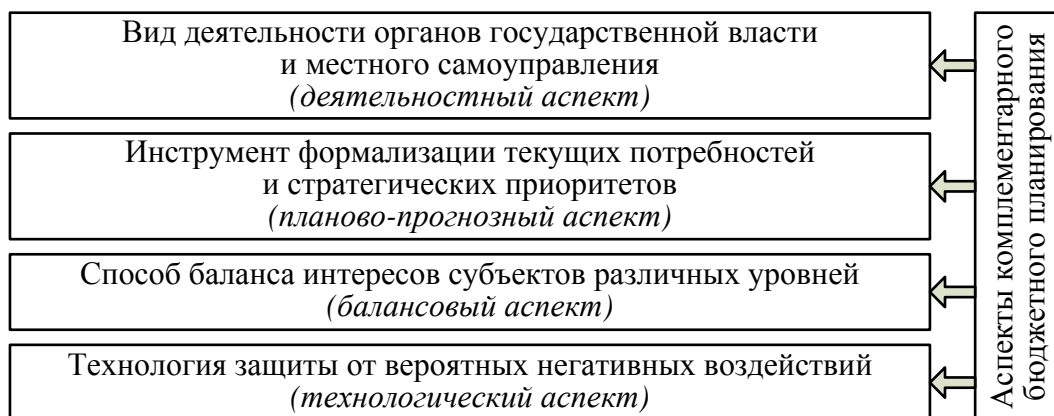 Вид деятельности органов государственной власти
и местного самоуправления
(деятельностный аспект)
Инструмент формализации текущих потребностей
и стратегических приоритетов
(планово-прогнозный аспект)
Способ баланса интересов субъектов различных уровней
(балансовый аспект)
Технология защиты от вероятных негативных воздействий
(технологический аспект)
Аспекты комплементарного
бюджетного планирования